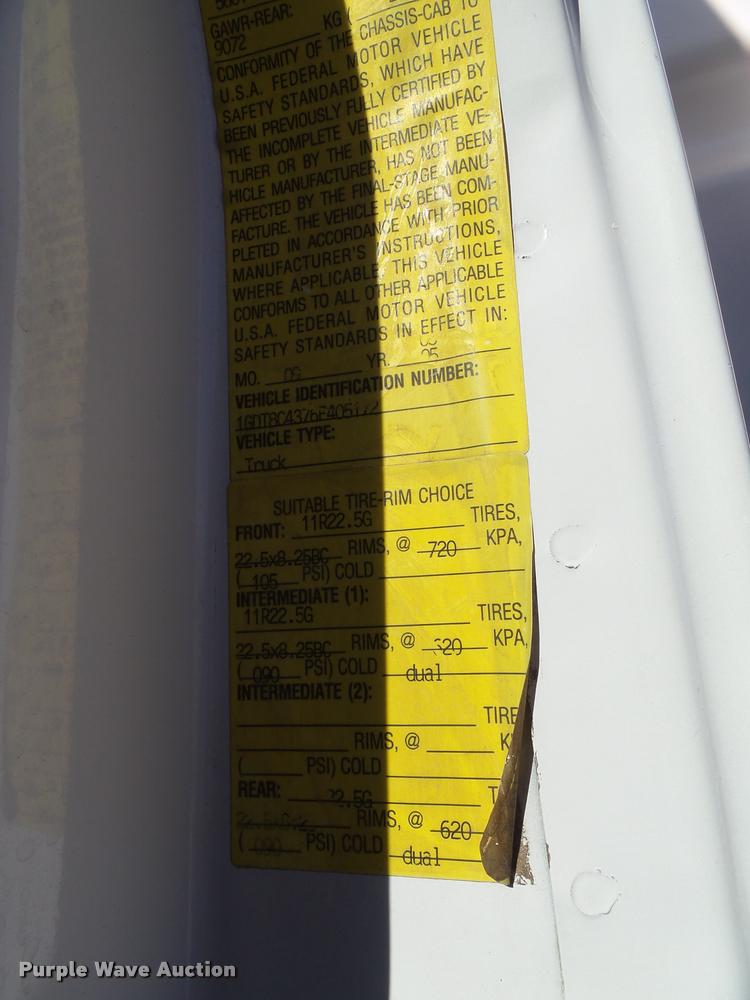 GAWR-REAR:
9072 KG ( CHASSIS-CAB TO
CONFORMITY OF THE
U.S.A. FEDERAL MOTOR VEHICLE
SAFETY STANDARDS, WHICH HAVE
BEEN PREVIOUSLY FULLY CERTIFIED BY
THE INCOMPLETE VEHICLE MANUFAC-
TURER OR BY THE INTERMEDIATE VE-
HICLE MANUFACTURER, HAS NOT BEEN
AFFECTED BY THE FINAL-STAGE MANU-
FACTURE. THE VEHICLE HAS BEEN COM-
PLETED IN ACCORDANCE WITH PRIOR
MANUFACTURER'S INSTRUCTIONS,
WHERE APPLICABLE. THIS VEHICLE
CONFORMS TO ALL OTHER APPLICABLE
U.S.A. FEDERAL MOTOR VEHICLE
SAFETY STANDARDS IN EFFECT IN:
MO. YR.
VEHICLE IDENTIFICATION NUMBER:
VEHICLE TYPE:
Truck
SUITABLE TIRE-RIM CHOICE
FRONT: 11R22.5G TIRES,
22.5x8.25BC RIMS, @ 720 KPA,
( 105 PSI) COLD
INTERMEDIATE (1):
11R22.5G TIRES,
22.5x8.25BC RIMS, @ 620 KPA,
( 090 PSI) COLD dual
INTERMEDIATE (2):
TIRE
RIMS, @
( PSI) COLD
REAR:
RIMS, @ 620
( 090 PSI) COLD dual
Purple Wave Auction